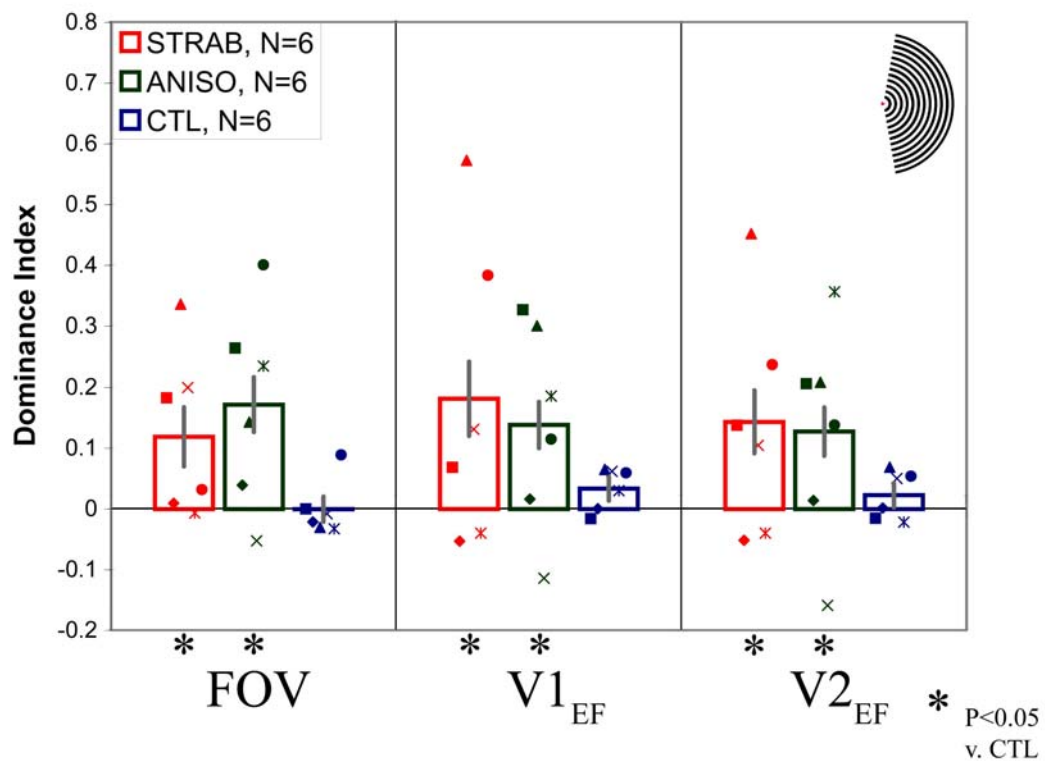 0.8
STRAB, N=6
ANISO, N=6
CTL, N=6
0.7
0.6
0.5
0.4
0.3
0.2
0.1
0
-0.1
-0.2
Dominance Index
* * * * * *
FOV V1EF V2EF
* P<0.05
v. CTL